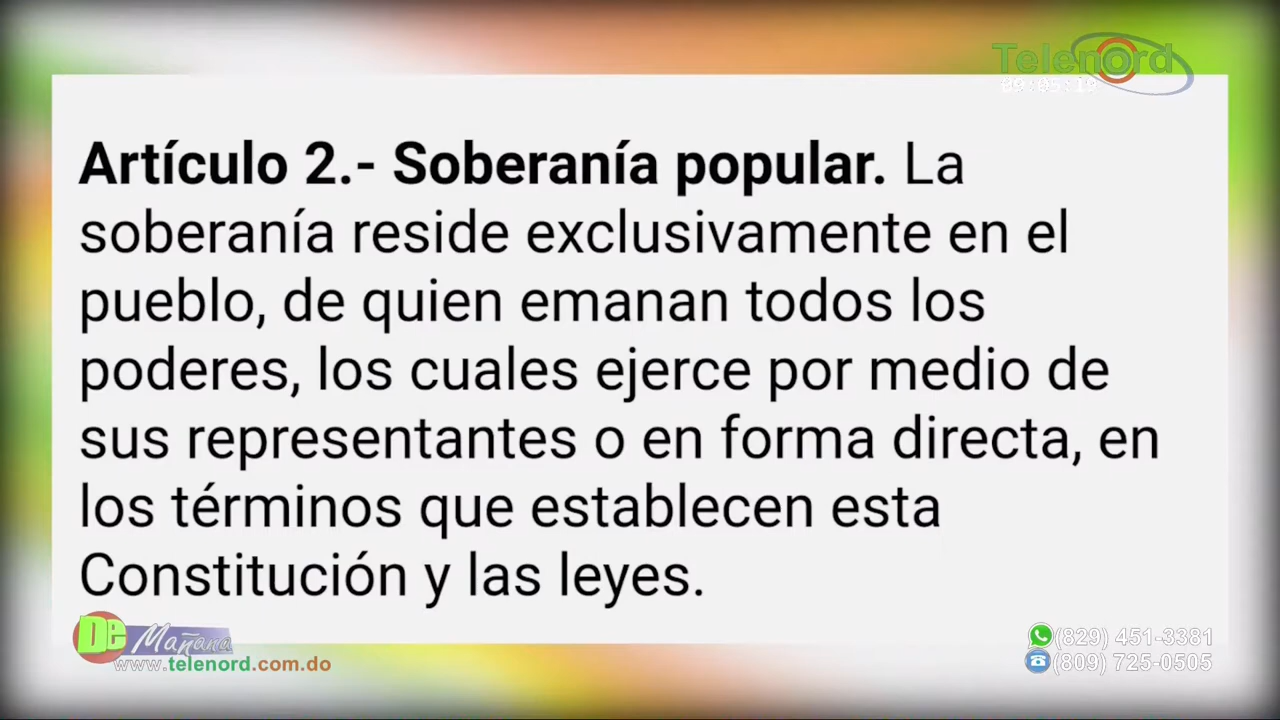 Telenord
Artículo 2.- Soberanía popular. La
soberanía reside exclusivamente en el
pueblo, de quien emanan todos los
poderes, los cuales ejerce por medio de
sus representantes o en forma directa, en
los términos que establecen esta
Constitución y las leyes.
De Mañana
www.telenord.com.do
(829) 451-3381
(809) 725-0505